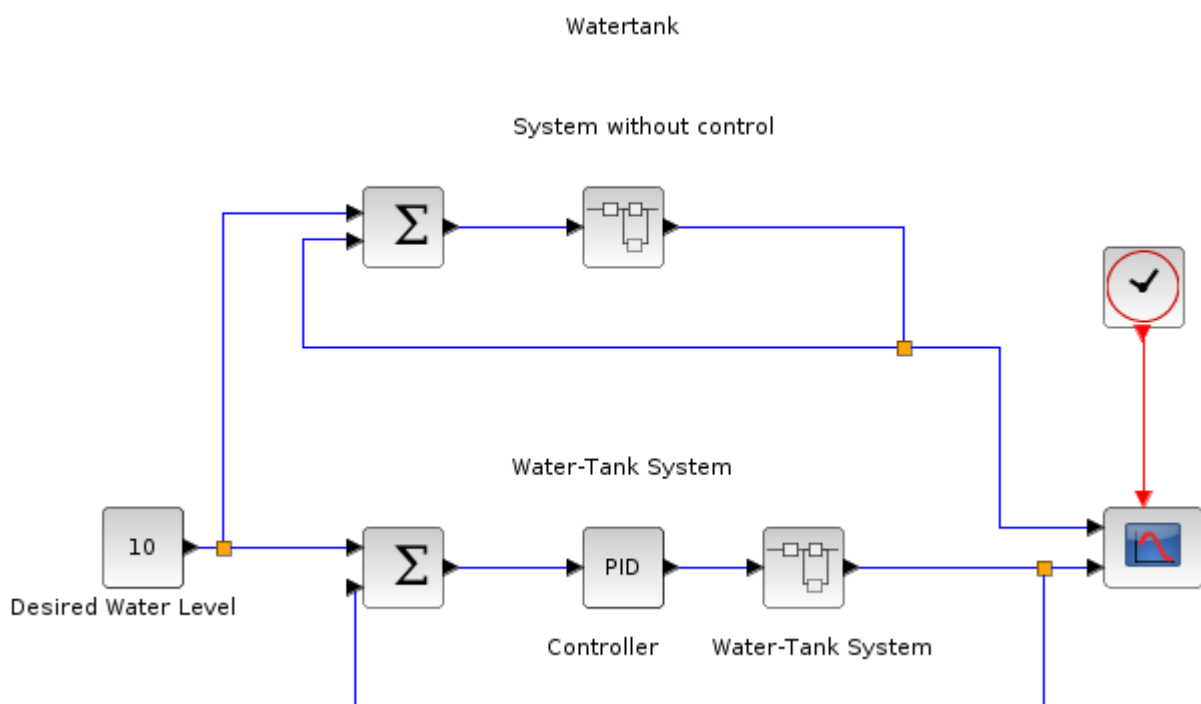 Watertank
System without control
Σ
Water-Tank System
10
Σ
PID
Desired Water Level
Controller
Water-Tank System